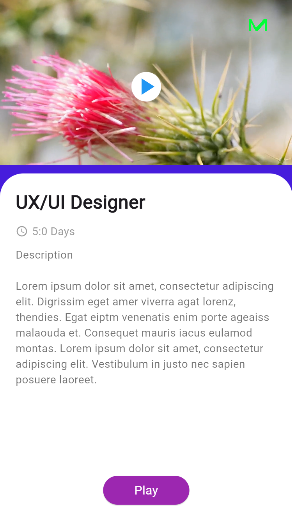 UX/UI Designer
5:0 Days
Description
Lorem ipsum dolor sit amet, consectetur adipiscing
elit. Dignissim eget amer viverra agat lorenz,
thendies. Egat eiptm venenatis enim porte ageaiss
malaouda et. Consequet mauris iacus eulamod
montas. Lorem ipsum dolor sit amet, consectetur
adipiscing elit. Vestibulum in justo nec sapien
posuere laoreet.
Play